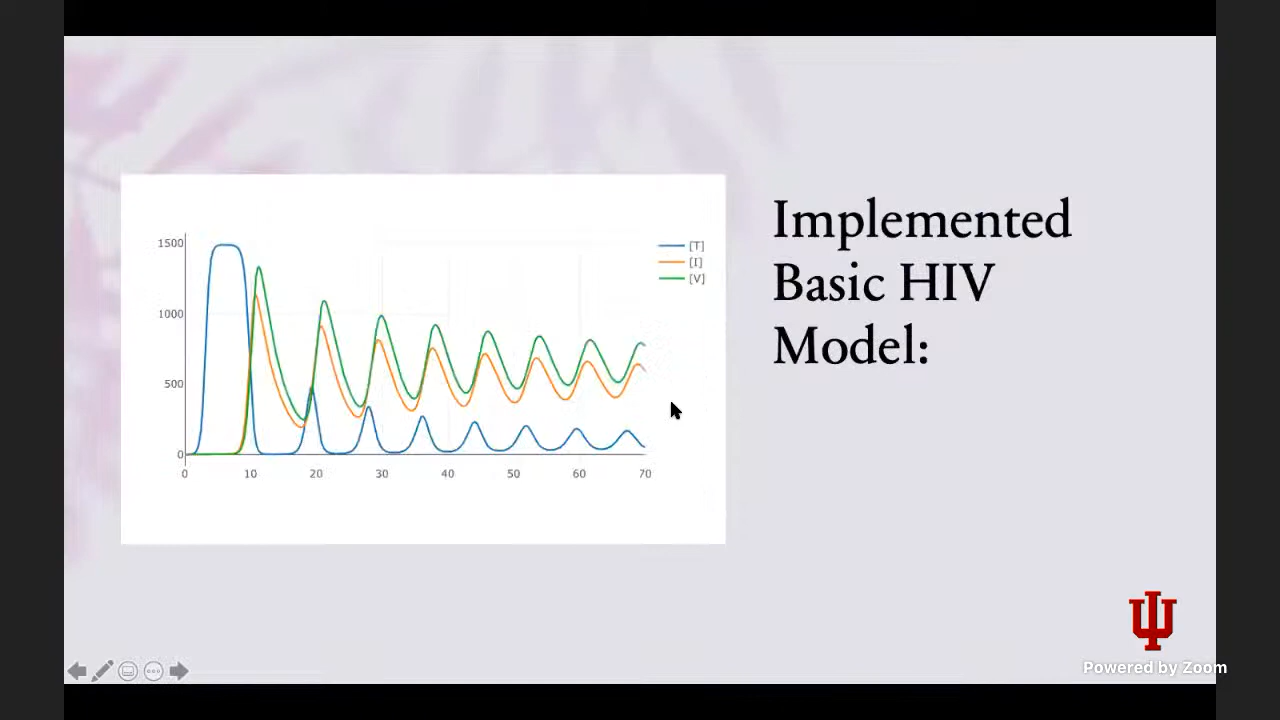 Implemented
Basic HIV
Model:
1500
1000
500
0
0 10 20 30 40 50 60 70
[T]
[I]
[V]
Powered by Zoom